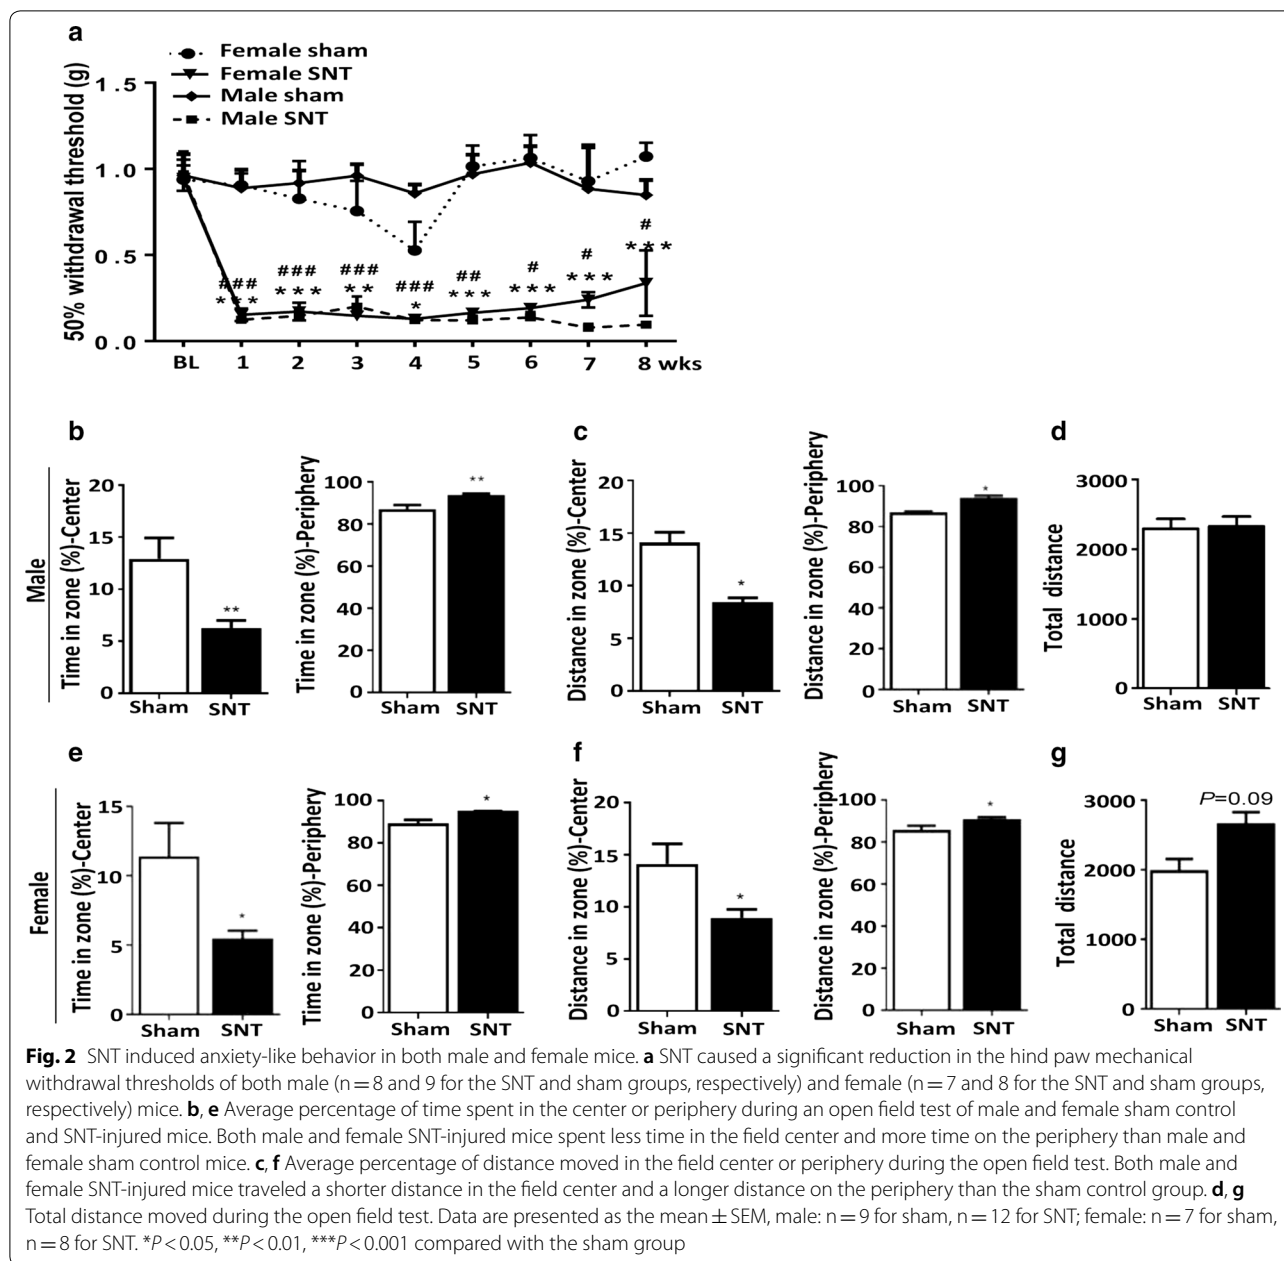 a
Female sham
Female SNT
Male sham
Male SNT
50% withdrawal threshold (g)
1.5
1.0
0.5
0.0
### ### ### ### ## # # #
*** *** ** * *** *** *** ***
BL 1 2 3 4 5 6 7 8 wks
Male
b
Time in zone (%)-Center
20
15
10
5
0
**
Sham SNT
Time in zone (%)-Periphery
100
80
60
40
20
0
**
Sham SNT
c
Distance in zone (%)-Center
20
15
10
5
0
*
Sham SNT
Distance in zone (%)-Periphery
100
80
60
40
20
0
*
Sham SNT
d
Total distance
3000
2000
1000
0
Sham SNT
Female
e
Time in zone (%)-Center
15
10
5
0
*
Sham SNT
Time in zone (%)-Periphery
100
80
60
40
20
0
*
Sham SNT
f
Distance in zone (%)-Center
20
15
10
5
0
*
Sham SNT
Distance in zone (%)-Periphery
100
80
60
40
20
0
*
Sham SNT
g
Total distance
3000
2000
1000
0
P=0.09
Sham SNT
Fig. 2 SNT induced anxiety-like behavior in both male and female mice. a SNT caused a significant reduction in the hind paw mechanical
withdrawal thresholds of both male (n = 8 and 9 for the SNT and sham groups, respectively) and female (n = 7 and 8 for the SNT and sham groups,
respectively) mice. b, e Average percentage of time spent in the center or periphery during an open field test of male and female sham control
and SNT-injured mice. Both male and female SNT-injured mice spent less time in the field center and more time on the periphery than male and
female sham control mice. c, f Average percentage of distance moved in the field center or periphery during the open field test. Both male and
female SNT-injured mice traveled a shorter distance in the field center and a longer distance on the periphery than the sham control group. d, g
Total distance moved during the open field test. Data are presented as the mean ± SEM, male: n = 9 for sham, n = 12 for SNT; female: n = 7 for sham,
n = 8 for SNT. *P < 0.05, **P < 0.01, ***P < 0.001 compared with the sham group